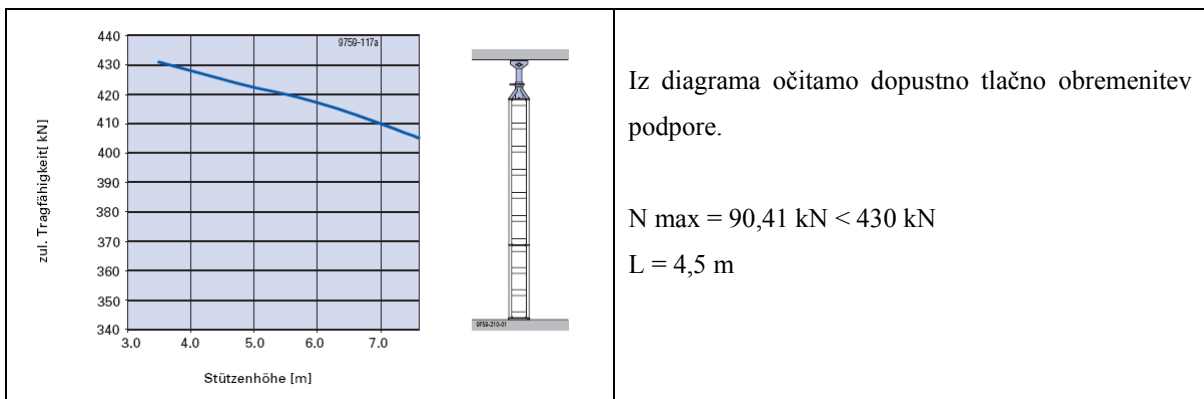 440
430
420
410
400
390
380
370
360
350
340
zul. Tragfähigkeit[ kN]
9759-117a
3.0 4.0 5.0 6.0 7.0
Stützenhöhe [m]
9759-210-01
Iz diagrama očitamo dopustno tlačno obremenitev
podpore.
N max = 90,41 kN < 430 kN
L = 4,5 m